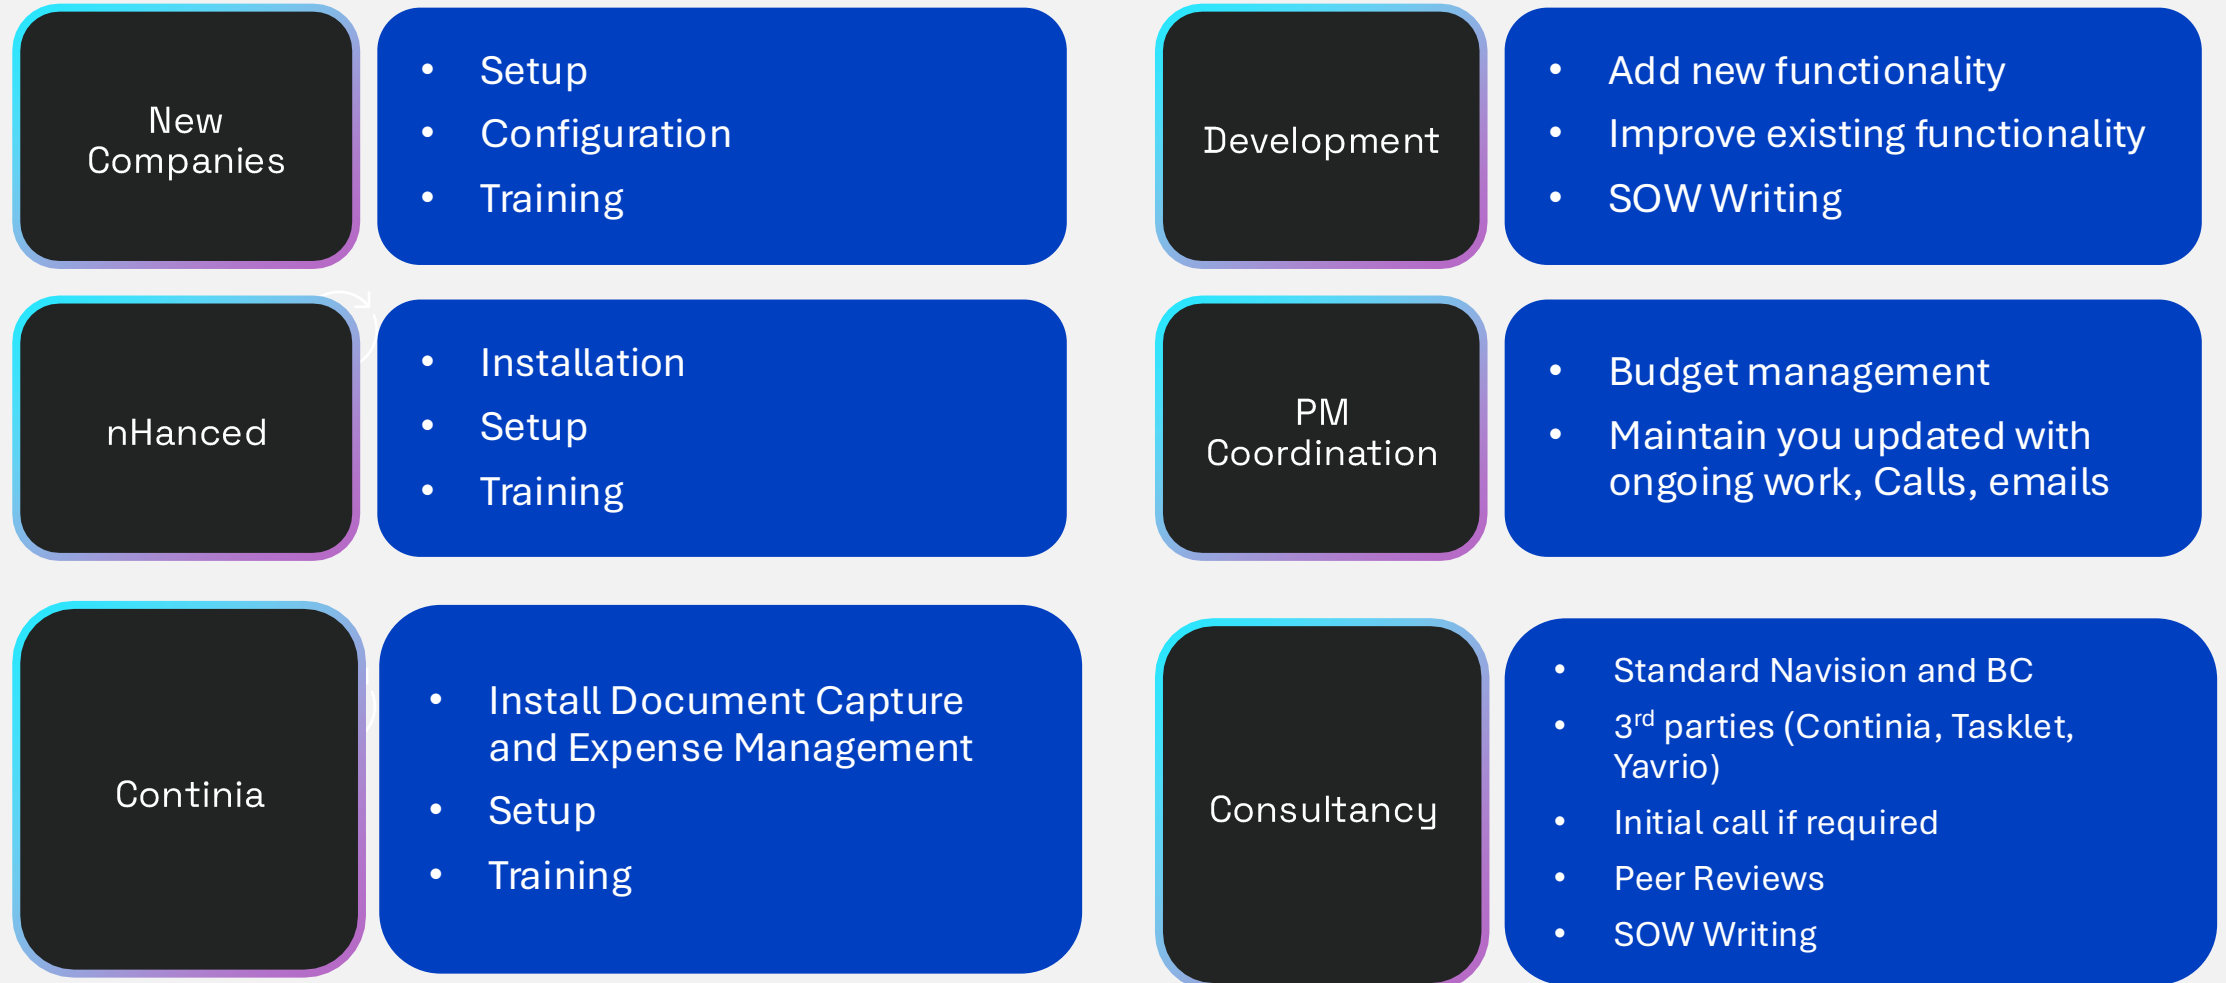 New
Companies
• Setup
• Configuration
• Training
Development
• Add new functionality
• Improve existing functionality
• SOW Writing
nHanced
• Installation
• Setup
• Training
PM
Coordination
• Budget management
• Maintain you updated with
ongoing work, Calls, emails
Continia
• Install Document Capture
and Expense Management
• Setup
• Training
Consultancy
• Standard Navision and BC
• 3rd parties (Continia, Tasklet,
Yavrio)
• Initial call if required
• Peer Reviews
• SOW Writing